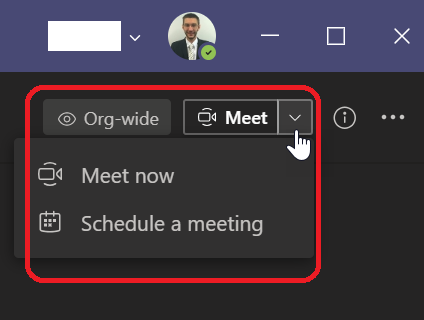 Org-wide
Meet
Meet now
Schedule a meeting